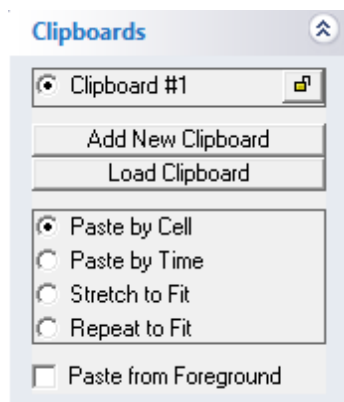 Clipboards
Clipboard #1
Add New Clipboard
Load Clipboard
Paste by Cell
Paste by Time
Stretch to Fit
Repeat to Fit
Paste from Foreground